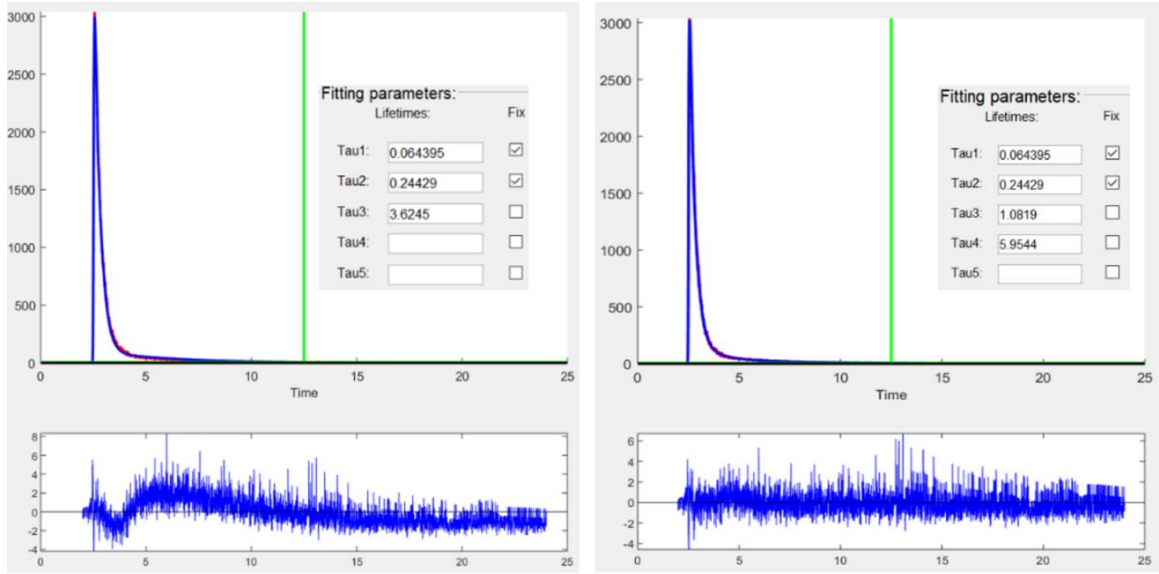 3000
2500
2000
1500
1000
500
0
0 5 10 15 20 25
Time
Fitting parameters:
Lifetimes: Fix
Tau1: 0.064395
Tau2: 0.24429
Tau3: 3.6245
Tau4:
Tau5:
8
6
4
2
0
-2
-4
0 5 10 15 20 25
3000
2500
2000
1500
1000
500
0
0 5 10 15 20 25
Time
Fitting parameters:
Lifetimes: Fix
Tau1: 0.064395
Tau2: 0.24429
Tau3: 1.0819
Tau4: 5.9544
Tau5:
6
4
2
0
-2
-4
0 5 10 15 20 25